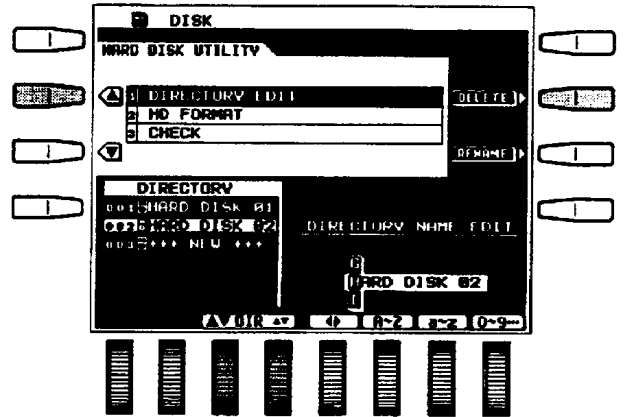 DISK
HARD DISK UTILITY
1 DIRECTORY EDIT
DELETE
2 HD FORMAT
3 CHECK
RENAME
DIRECTORY
001 HARD DISK 01
002 HARD DISK 02
DIRECTORY NAME EDIT
003 +++ NEW +++
G
HARD DISK 02
I
▲▼ DIR ▲▼ ◀▶ A~Z a~z 0~9…